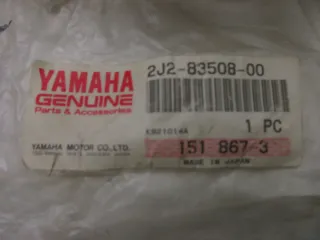 YAMAHA
GENUINE
Parts & Accessories
2J2-83508-00
1 PC
YAMAHA MOTOR CO., LTD.
151 867-3
MADE IN JAPAN